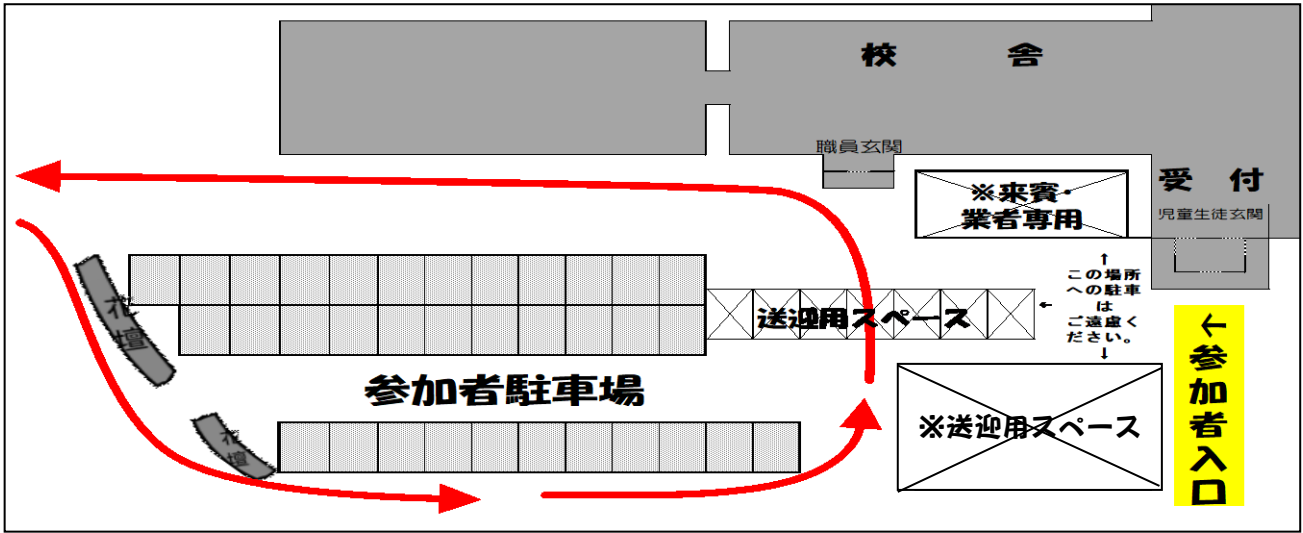 校　舎
職員玄関
※来賓・
業者専用
受　付
児童生徒玄関
↑
この場所
への駐車
は
ご遠慮く
ださい。
↓
←
花壇
送迎用スペース
参加者駐車場
花壇
※送迎用スペース
←参加者入口